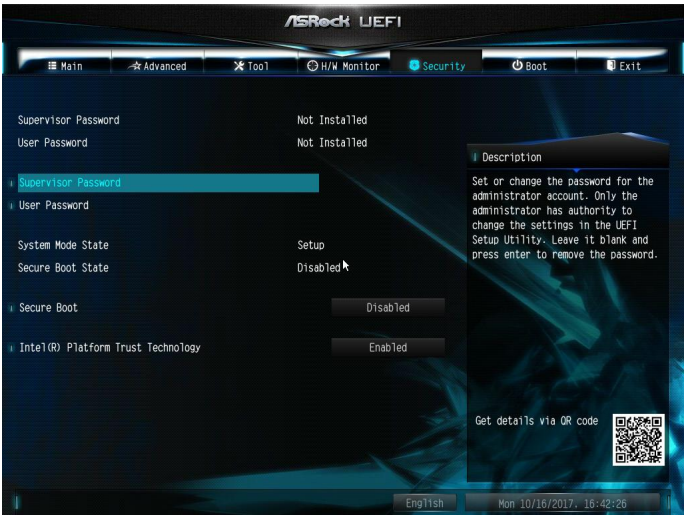 ASRock UEFI
Main Advanced Tool H/W Monitor Security Boot Exit
Supervisor Password Not Installed
User Password Not Installed
Supervisor Password
User Password
System Mode State Setup
Secure Boot State Disabled
Secure Boot Disabled
Intel(R) Platform Trust Technology Enabled
Description
Set or change the password for the
administrator account. Only the
administrator has authority to
change the settings in the UEFI
Setup Utility. Leave it blank and
press enter to remove the password.
Get details via QR code
English Mon 10/16/2017. 16:42:26